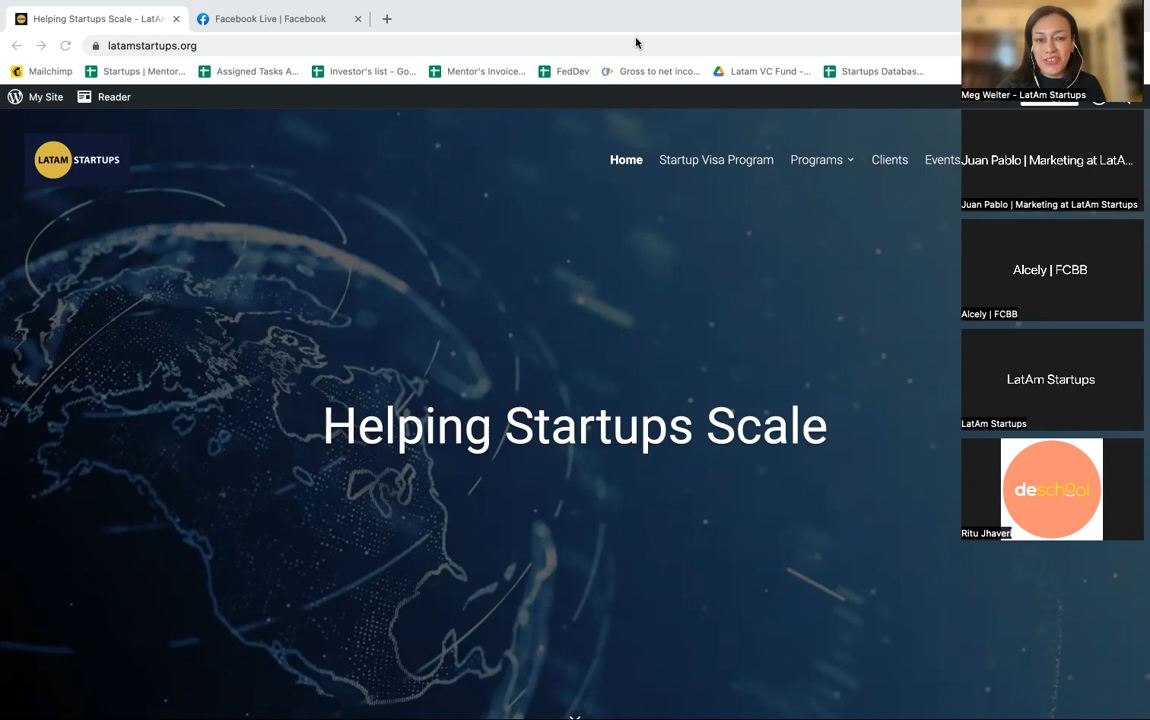 Helping Startups Scale - LatAm
Facebook Live | Facebook
latamstartups.org
Mailchimp
Startups | Mentor...
Assigned Tasks A...
Investor's list - Go...
Mentor's Invoice...
FedDev
Gross to net inco...
Latam VC Fund -...
Startups Databas...
My Site
Reader
Meg Welter - LatAm Startups
LATAM STARTUPS
Home
Startup Visa Program
Programs
Clients
Events
Juan Pablo | Marketing at LatA...
Juan Pablo | Marketing at LatAm Startups
Alcely | FCBB
Alcely | FCBB
LatAm Startups
LatAm Startups
Helping Startups Scale
deschool
Ritu Jhaveri